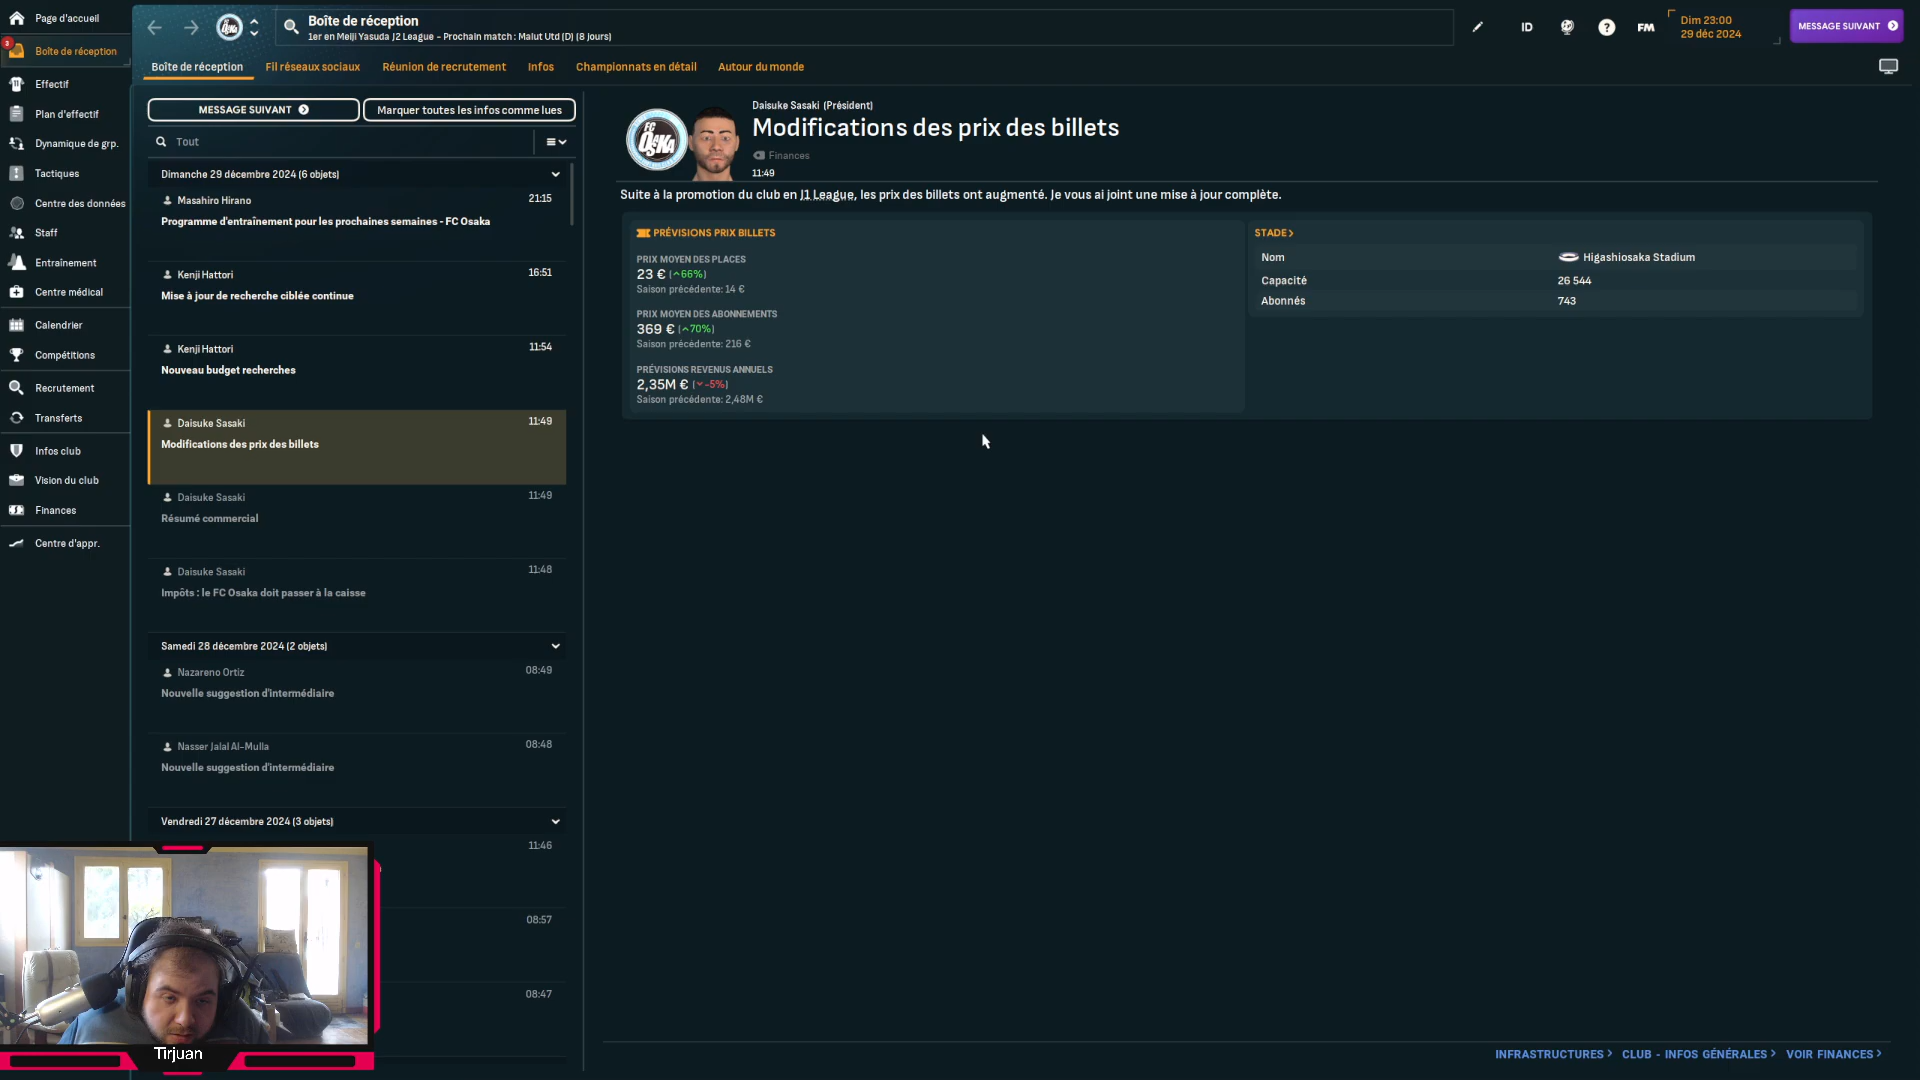 Page d'accueil
3
Boîte de réception
Effectif
Plan d'effectif
Dynamique de grp.
Tactiques
Centre des données
Staff
Entraînement
Centre médical
Calendrier
Compétitions
Recrutement
Transferts
Infos club
Vision du club
Finances
Centre d'appr.
Boîte de réception
1er en Meiji Yasuda J2 League - Prochain match : Malut Utd (D) (8 jours)
ID
?
FM
Dim 23:00
29 déc 2024
MESSAGE SUIVANT
Boîte de réception
Fil réseaux sociaux
Réunion de recrutement
Infos
Championnats en détail
Autour du monde
MESSAGE SUIVANT
Marquer toutes les infos comme lues
Tout
Dimanche 29 décembre 2024 (6 objets)
Masahiro Hirano 21:15
Programme d'entraînement pour les prochaines semaines - FC Osaka
Kenji Hattori 16:51
Mise à jour de recherche ciblée continue
Kenji Hattori 11:54
Nouveau budget recherches
Daisuke Sasaki 11:49
Modifications des prix des billets
Daisuke Sasaki 11:49
Résumé commercial
Daisuke Sasaki 11:48
Impôts : le FC Osaka doit passer à la caisse
Samedi 28 décembre 2024 (2 objets)
Nazareno Ortiz 08:49
Nouvelle suggestion d'intermédiaire
Nasser Jalal Al-Mulla 08:48
Nouvelle suggestion d'intermédiaire
Vendredi 27 décembre 2024 (3 objets)
11:46
08:57
08:47
Tirjuan
Daisuke Sasaki (Président)
Modifications des prix des billets
Finances
11:49
Suite à la promotion du club en J1 League, les prix des billets ont augmenté. Je vous ai joint une mise à jour complète.
PRÉVISIONS PRIX BILLETS
PRIX MOYEN DES PLACES
23 € (66%)
Saison précédente: 14 €
PRIX MOYEN DES ABONNEMENTS
369 € (70%)
Saison précédente: 216 €
PRÉVISIONS REVENUS ANNUELS
2,35M € (-5%)
Saison précédente: 2,48M €
STADE
Nom Higashiosaka Stadium
Capacité 26 544
Abonnés 743
INFRASTRUCTURES
CLUB - INFOS GÉNÉRALES
VOIR FINANCES